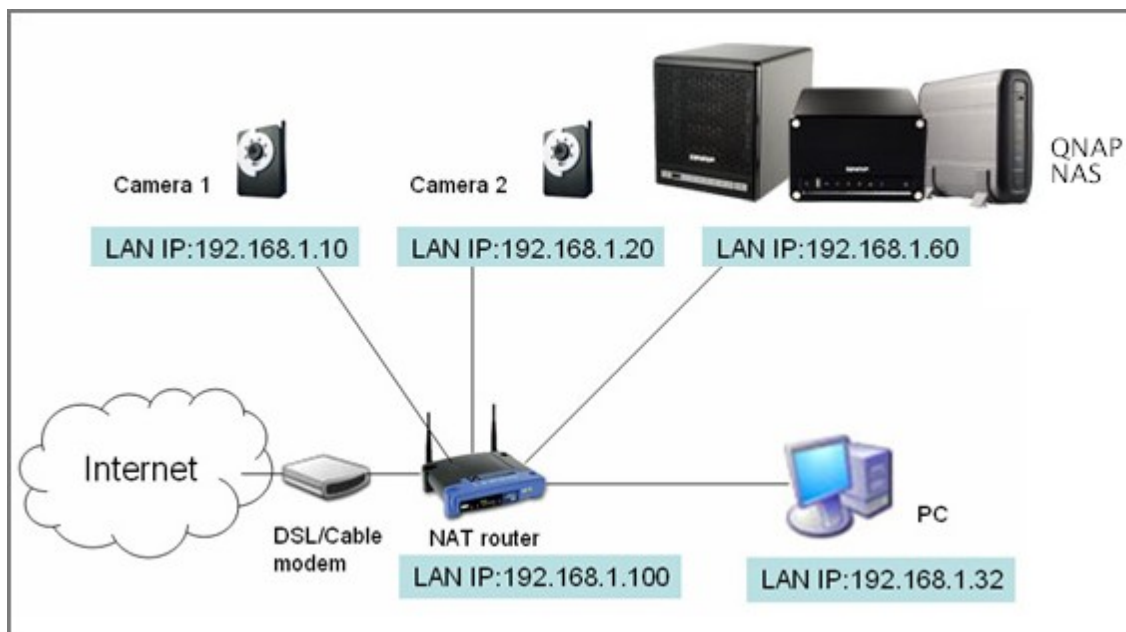 Camera 1
Camera 2
QNAP
NAS
LAN IP:192.168.1.10
LAN IP:192.168.1.20
LAN IP:192.168.1.60
Internet
DSL/Cable
modem
NAT router
LAN IP:192.168.1.100
PC
LAN IP:192.168.1.32